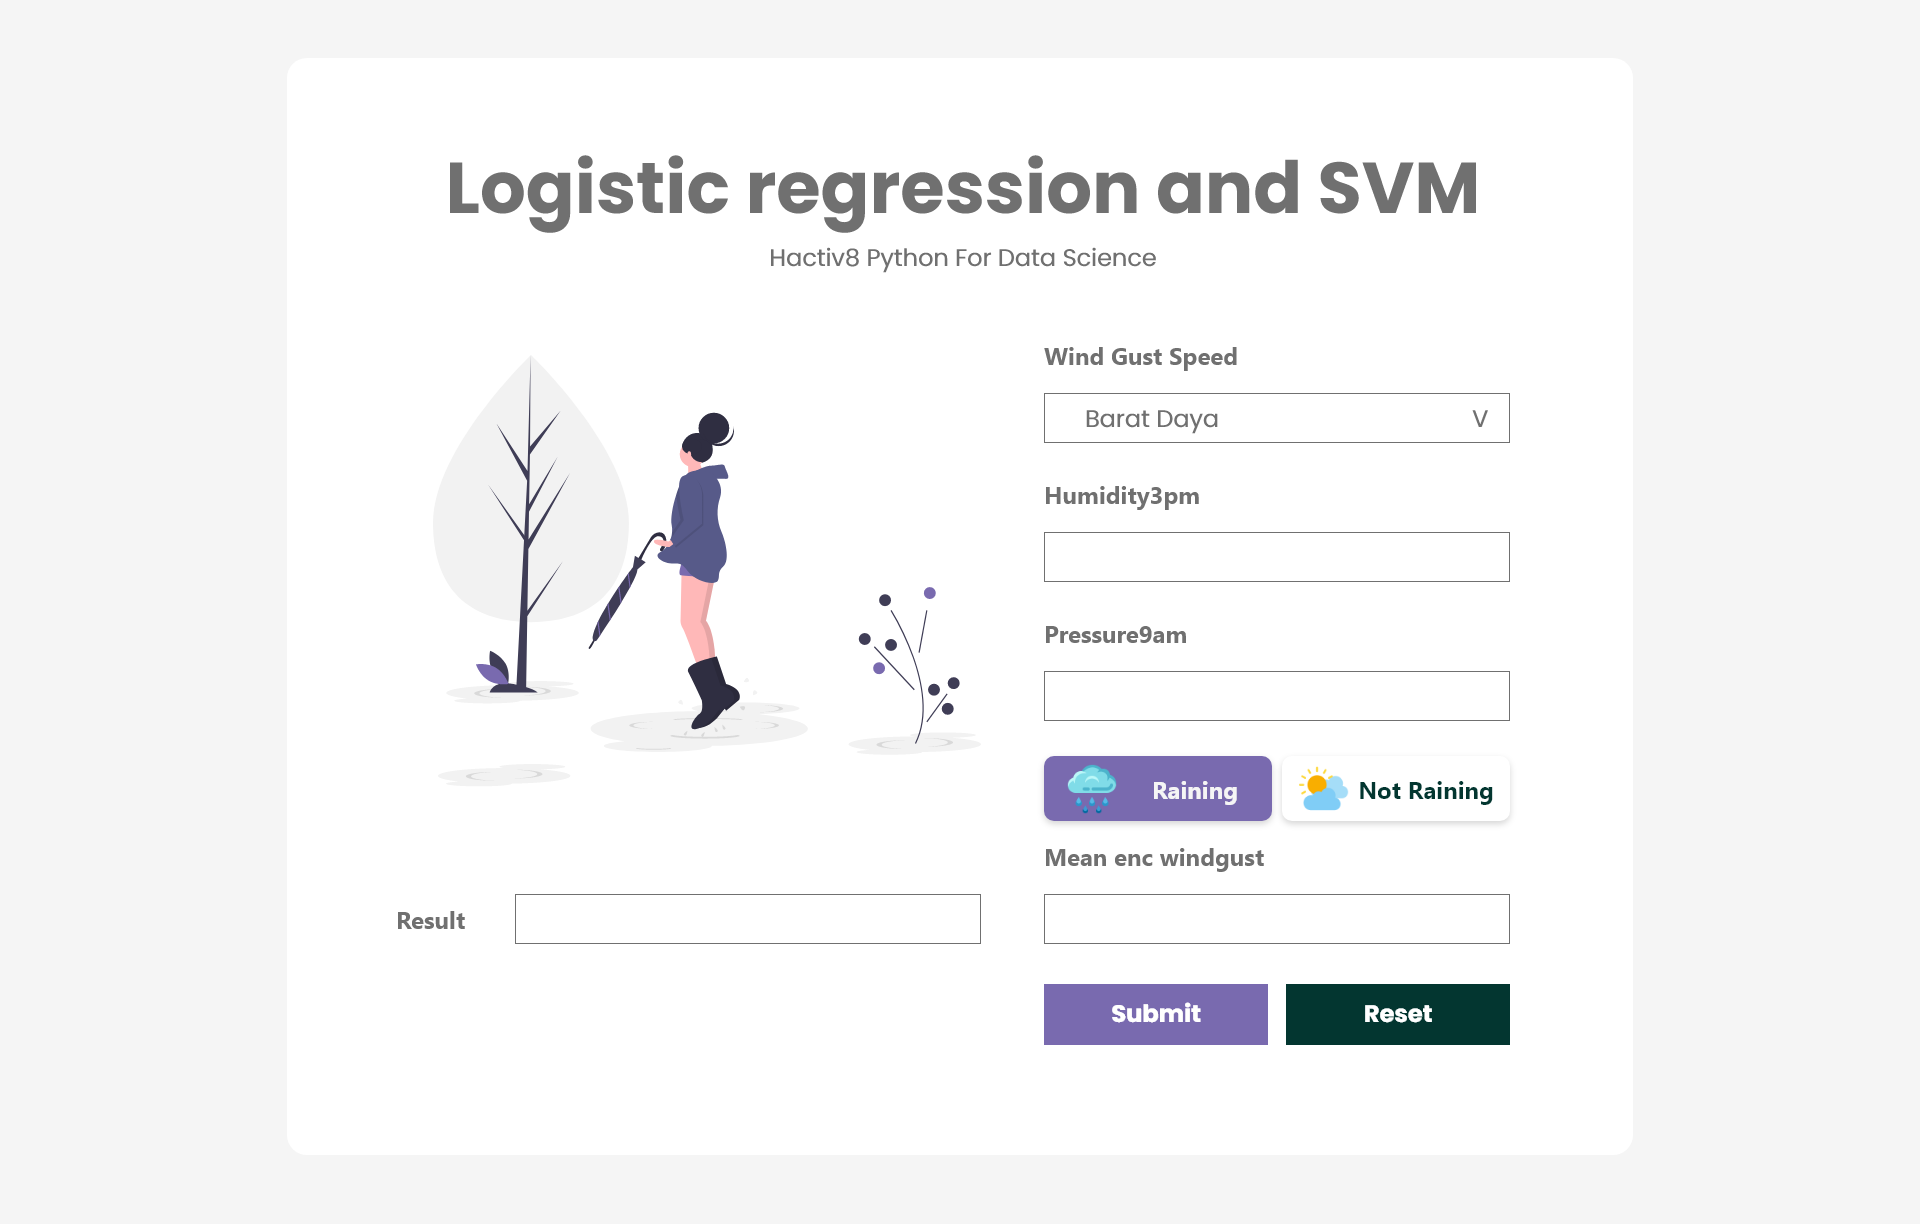 Logistic regression and SVM
Hactiv8 Python For Data Science
Wind Gust Speed
Barat Daya V
Humidity3pm
Pressure9am
Raining Not Raining
Mean enc windgust
Result
Submit Reset